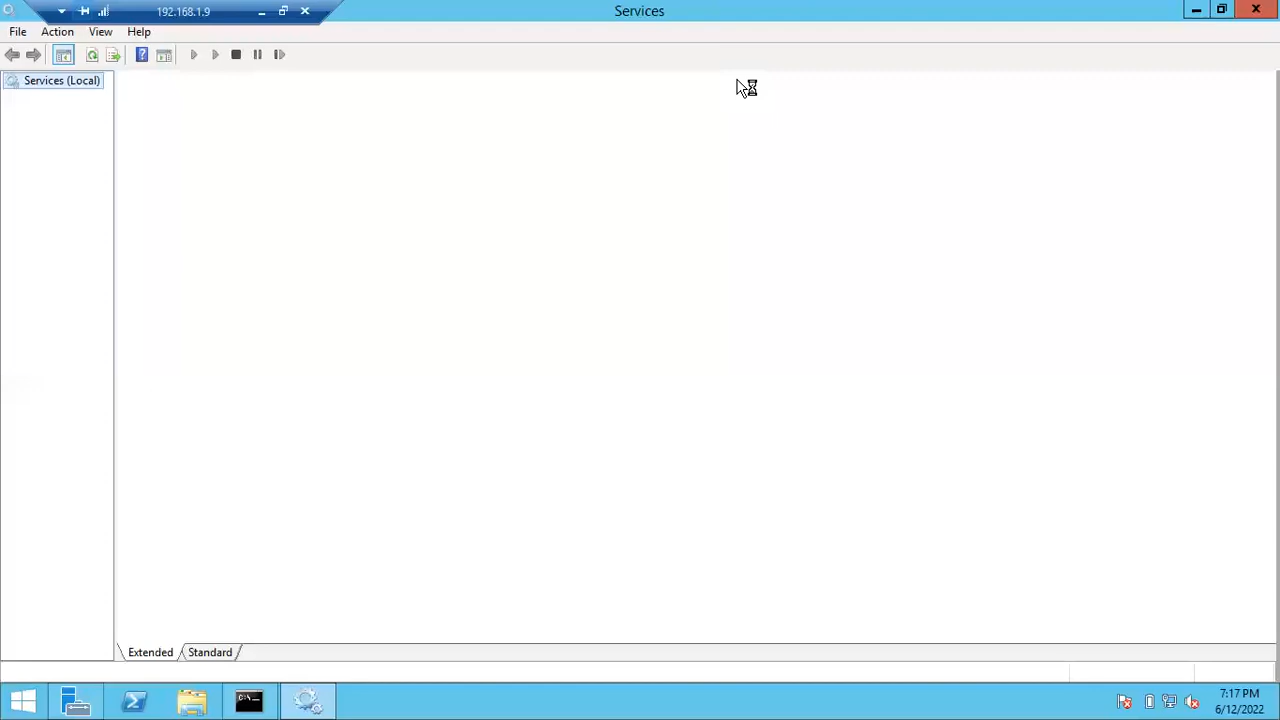 192.168.1.9
Services
File Action View Help
Services (Local)
Extended Standard
7:17 PM
6/12/2022